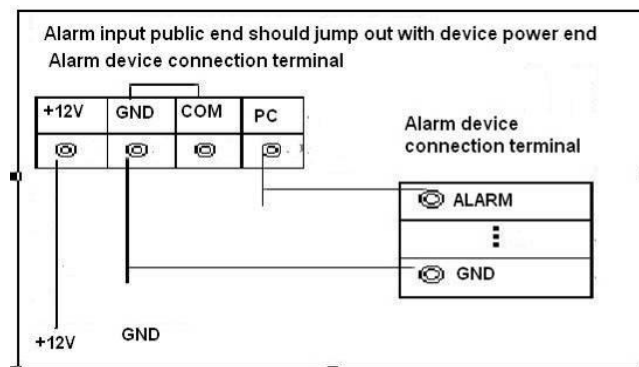 Alarm input public end should jump out with device power end
Alarm device connection terminal
+12V GND COM PC
Alarm device
connection terminal
ALARM
GND
+12V GND